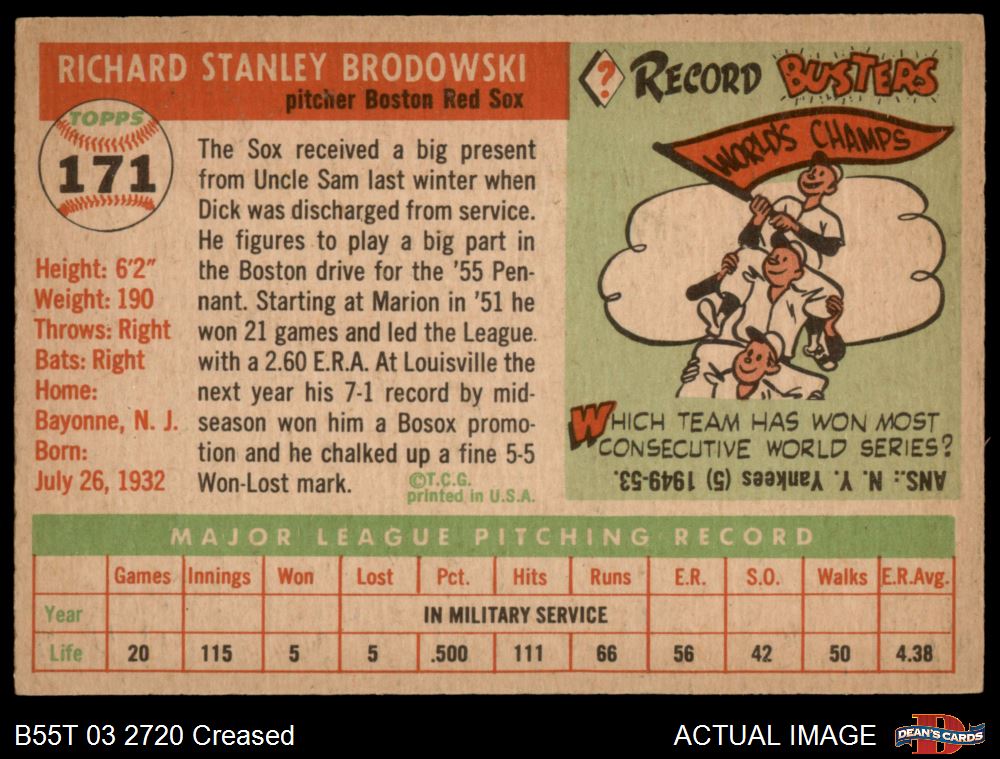 RICHARD STANLEY BRODOWSKI
pitcher Boston Red Sox
TOPPS
171
Height: 6'2"
Weight: 190
Throws: Right
Bats: Right
Home:
Bayonne, N. J.
Born:
July 26, 1932
The Sox received a big present
from Uncle Sam last winter when
Dick was discharged from service.
He figures to play a big part in
the Boston drive for the '55 Pen-
nant. Starting at Marion in '51 he
won 21 games and led the League
with a 2.60 E.R.A. At Louisville the
next year his 7-1 record by mid-
season won him a Bosox promo-
tion and he chalked up a fine 5-5
Won-Lost mark.
©T.C.G.
printed in U.S.A.
? RECORD BUSTERS
WORLD'S CHAMPS
WHICH TEAM HAS WON MOST
CONSECUTIVE WORLD SERIES?
ANS.: N. Y. Yankees (5) 1949-53.
MAJOR LEAGUE PITCHING RECORD
Games Innings Won Lost Pct. Hits Runs E.R. S.O. Walks E.R.Avg.
Year IN MILITARY SERVICE
Life 20 115 5 5 .500 111 66 56 42 50 4.38
B55T 03 2720 Creased
ACTUAL IMAGE
D
DEAN'S CARDS